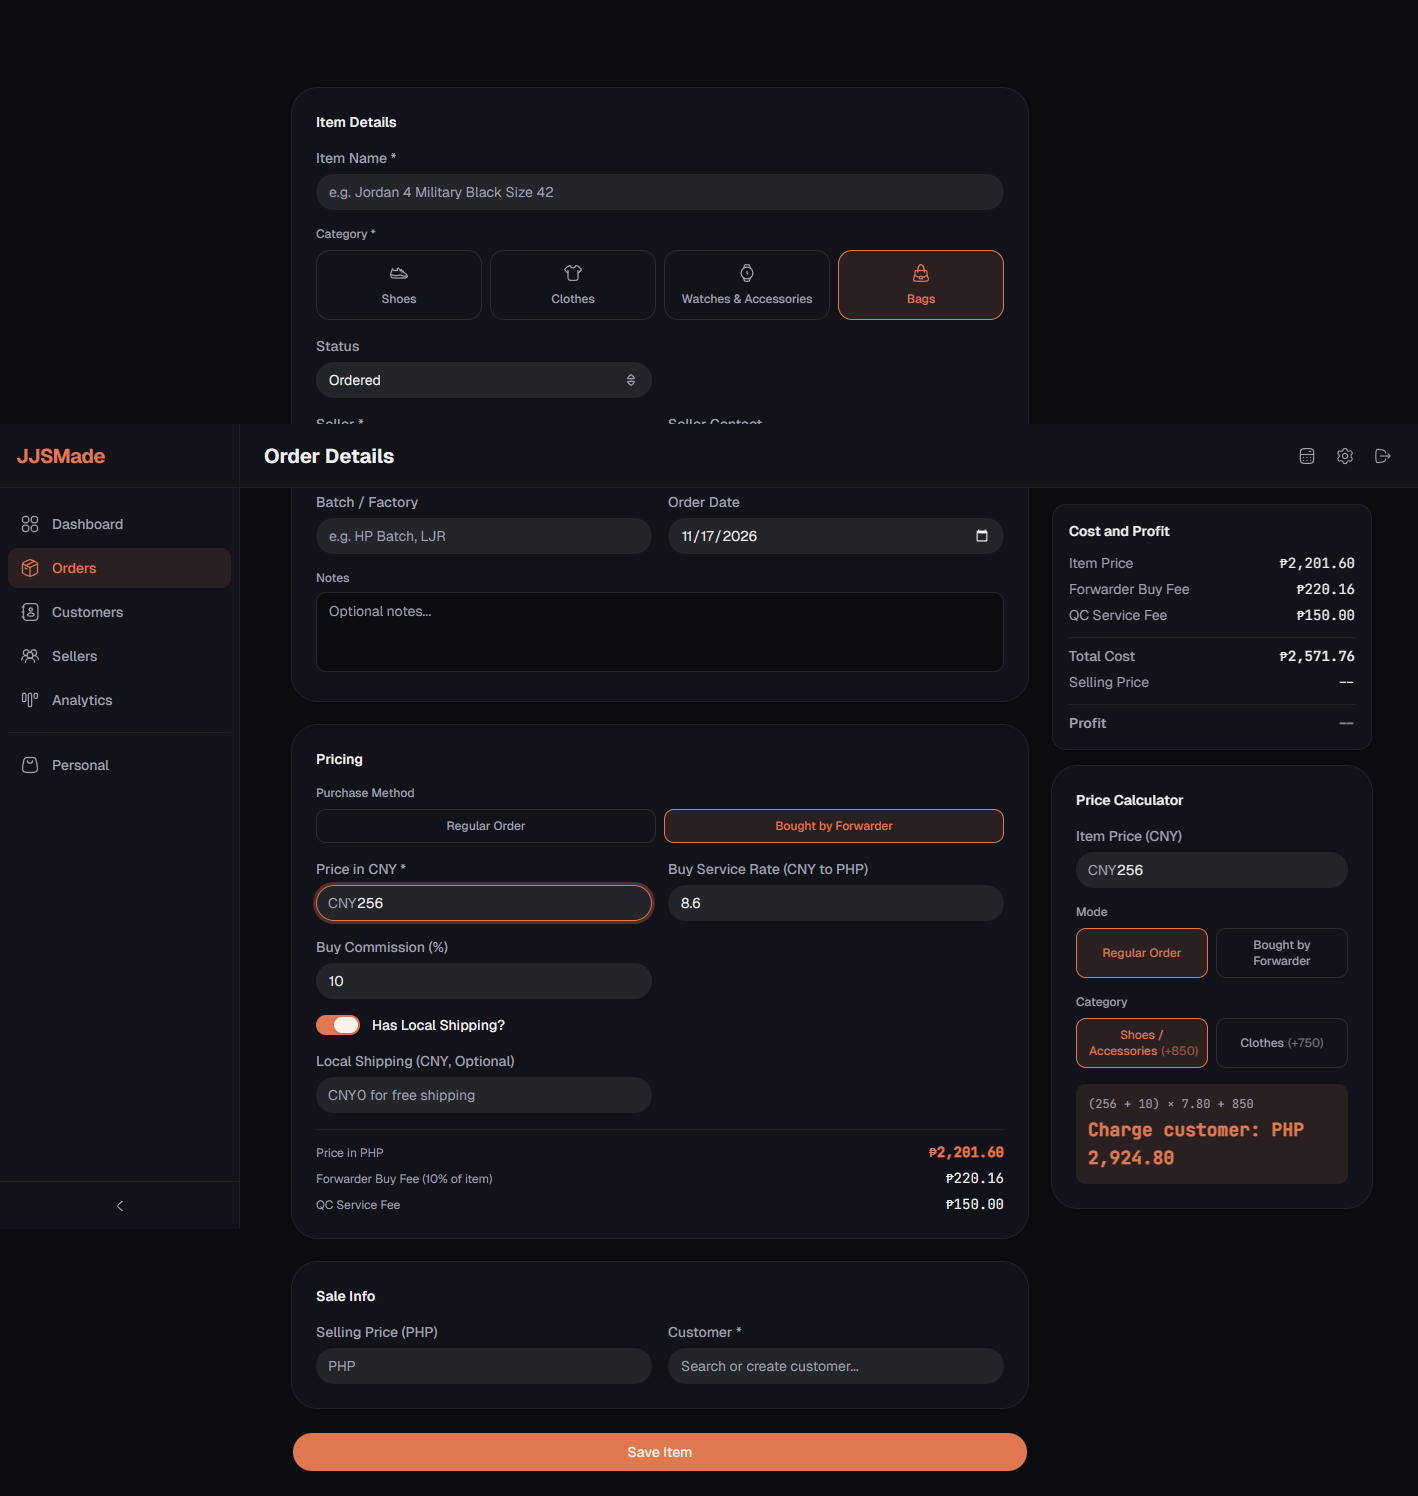 Item Details
Item Name *
e.g. Jordan 4 Military Black Size 42
Category *
Shoes
Clothes
Watches & Accessories
Bags
Status
Ordered
Seller *
Seller Contact
JJSMade
Order Details
Dashboard
Orders
Customers
Sellers
Analytics
Personal
Batch / Factory
Order Date
e.g. HP Batch, LJR
11/17/2026
Notes
Optional notes...
Pricing
Purchase Method
Regular Order
Bought by Forwarder
Price in CNY *
Buy Service Rate (CNY to PHP)
CNY256
8.6
Buy Commission (%)
10
Has Local Shipping?
Local Shipping (CNY, Optional)
CNY0 for free shipping
Price in PHP
₱2,201.60
Forwarder Buy Fee (10% of item)
₱220.16
QC Service Fee
₱150.00
Sale Info
Selling Price (PHP)
Customer *
PHP
Search or create customer...
Save Item
Cost and Profit
Item Price
₱2,201.60
Forwarder Buy Fee
₱220.16
QC Service Fee
₱150.00
Total Cost
₱2,571.76
Selling Price
--
Profit
--
Price Calculator
Item Price (CNY)
CNY256
Mode
Regular Order
Bought by
Forwarder
Category
Shoes /
Accessories (+850)
Clothes (+750)
(256 + 10) × 7.80 + 850
Charge customer: PHP
2,924.80